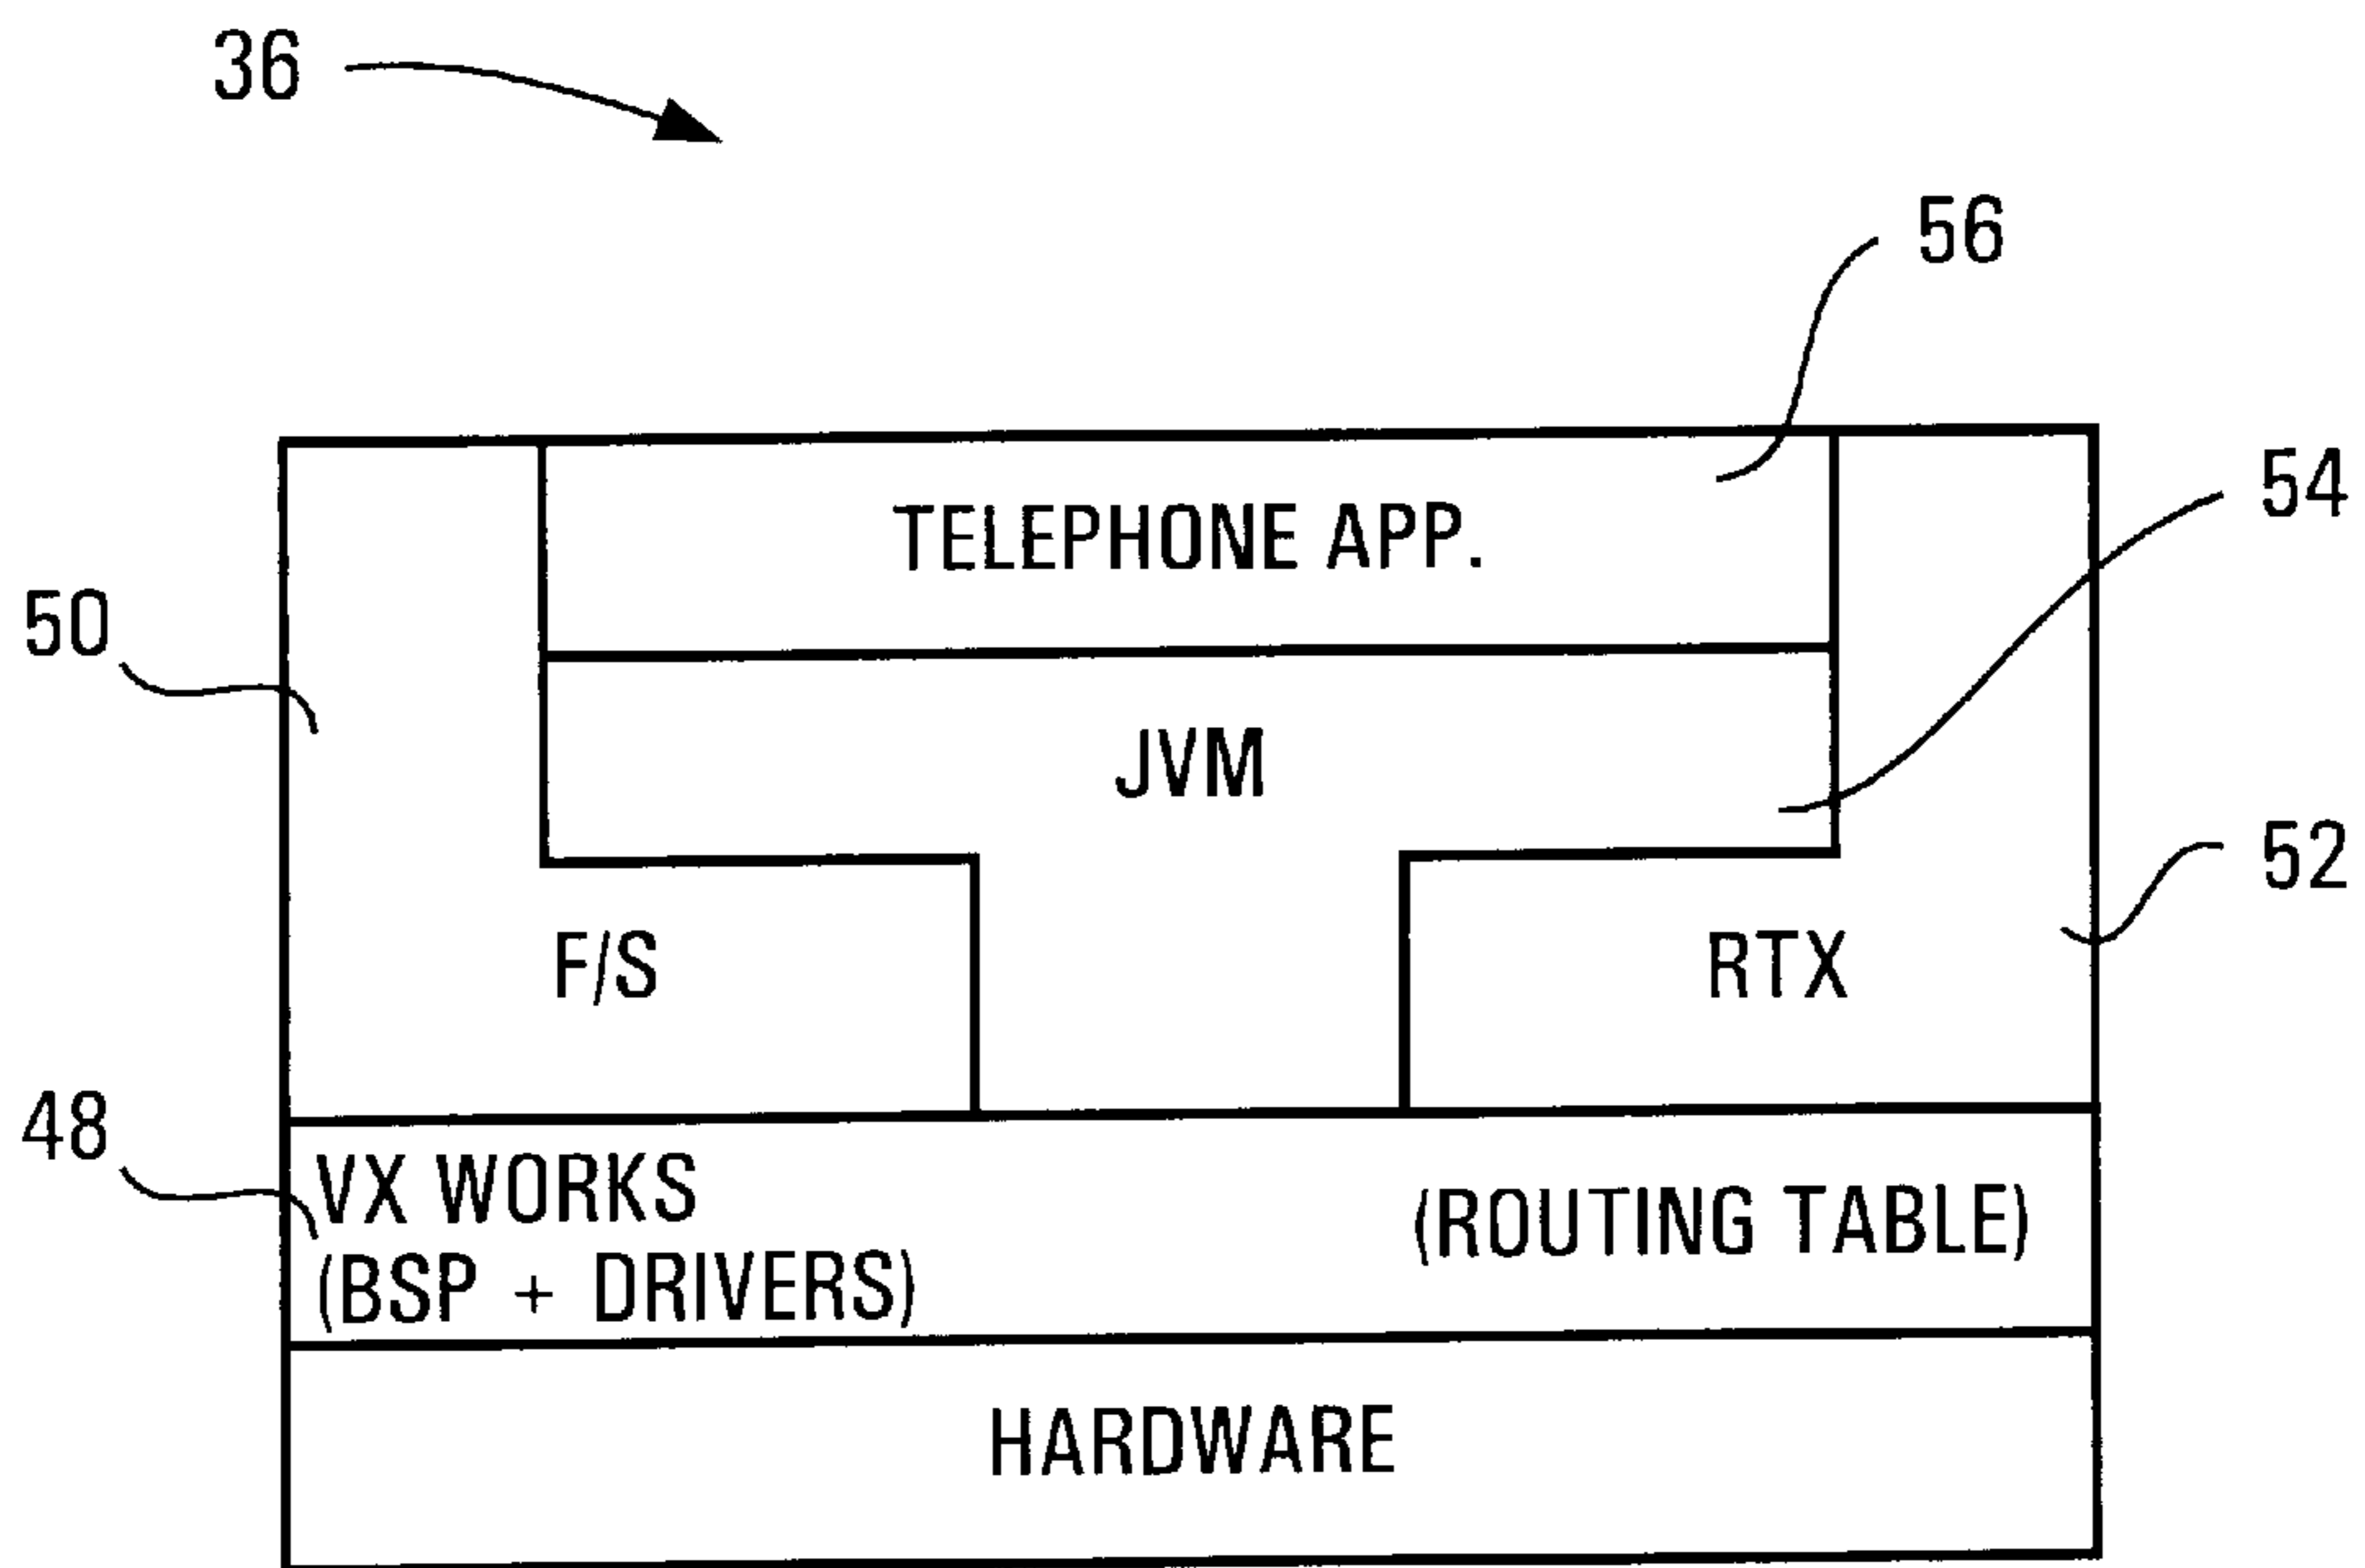 36
56
TELEPHONE APP.
54
50
JVM
52
F/S
RTX
48
VX WORKS
(ROUTING TABLE)
(BSP + DRIVERS)
HARDWARE